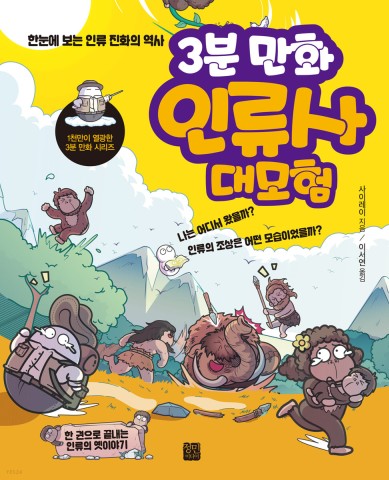 한눈에 보는 인류 진화의 역사
3분 만화
인류사
대모험
1천만이 열광한
3분 만화 시리즈
사이레이 지음 / 이서연 옮김
나는 어디서 왔을까?
인류의 조상은 어떤 모습이었을까?
한 권으로 끝내는
인류의 옛이야기
정민